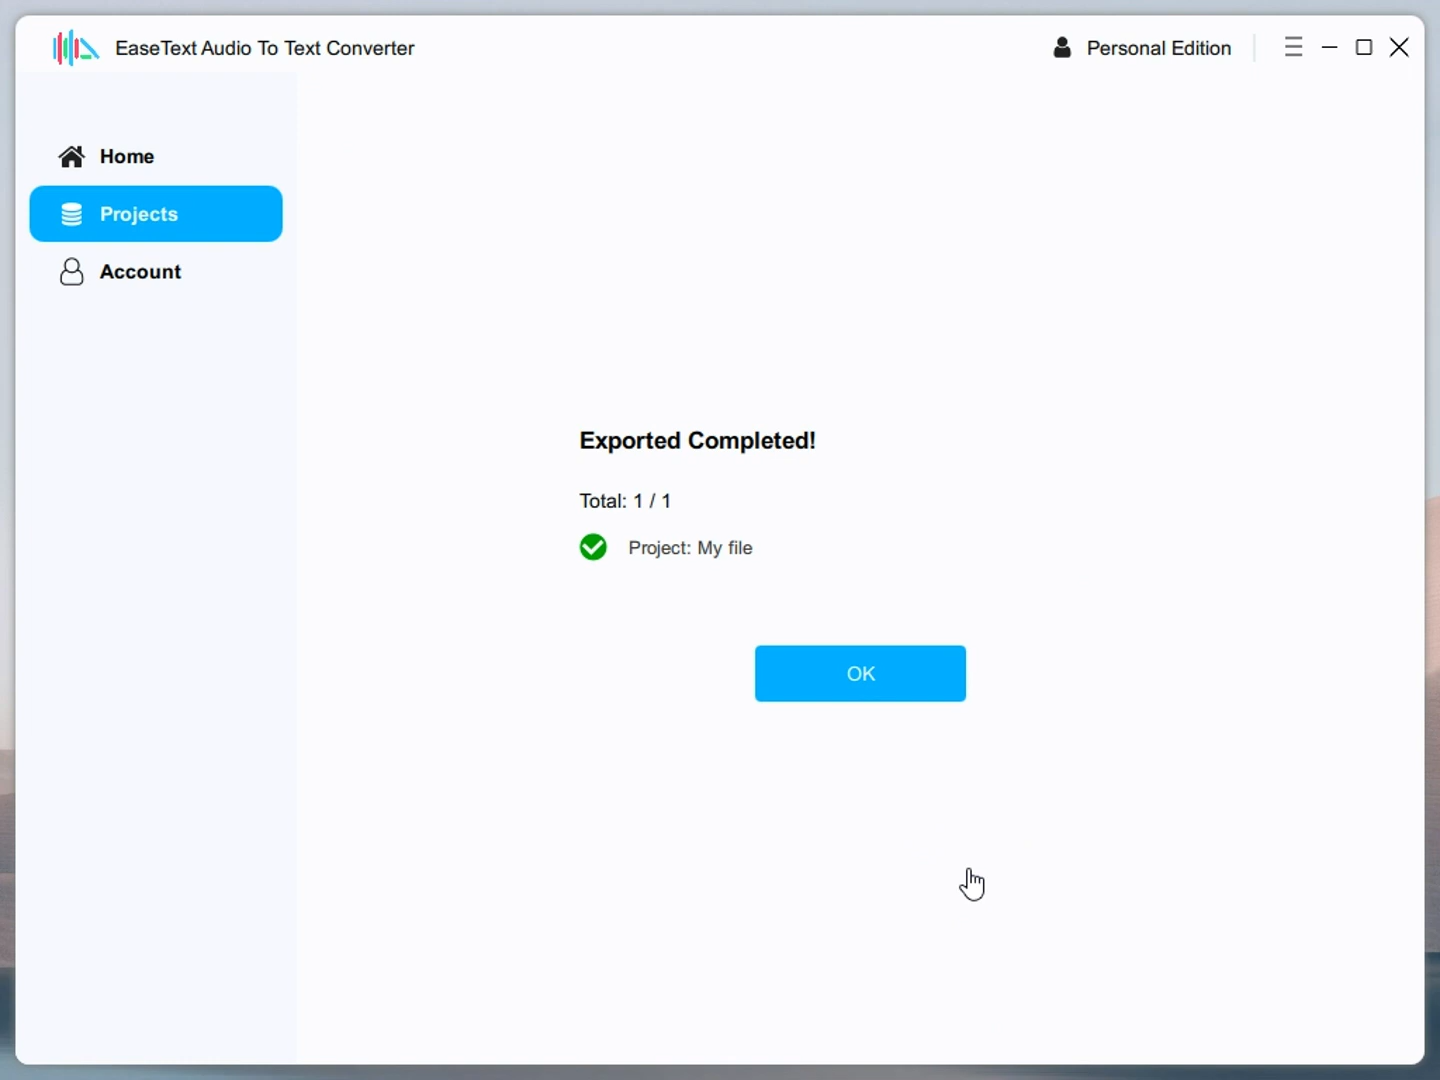 EaseText Audio To Text Converter
Personal Edition
Home
Projects
Account
Exported Completed!
Total: 1 / 1
Project: My file
OK